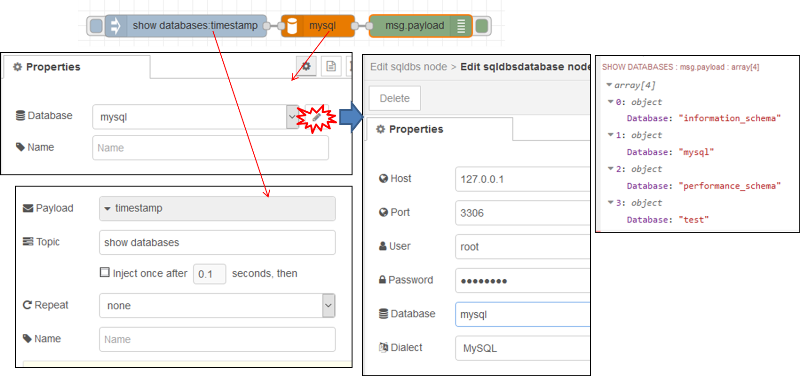 show databases:timestamp
mysql
msg.payload
Properties
Database mysql
Name Name
Payload timestamp
Topic show databases
Inject once after 0.1 seconds, then
Repeat none
Name Name
Edit sqldbs node > Edit sqldbsdatabase node
Delete
Properties
Host 127.0.0.1
Port 3306
User root
Password ••••••••
Database mysql
Dialect MySQL
SHOW DATABASES : msg.payload : array[4]
array[4]
0: object
Database: "information_schema"
1: object
Database: "mysql"
2: object
Database: "performance_schema"
3: object
Database: "test"